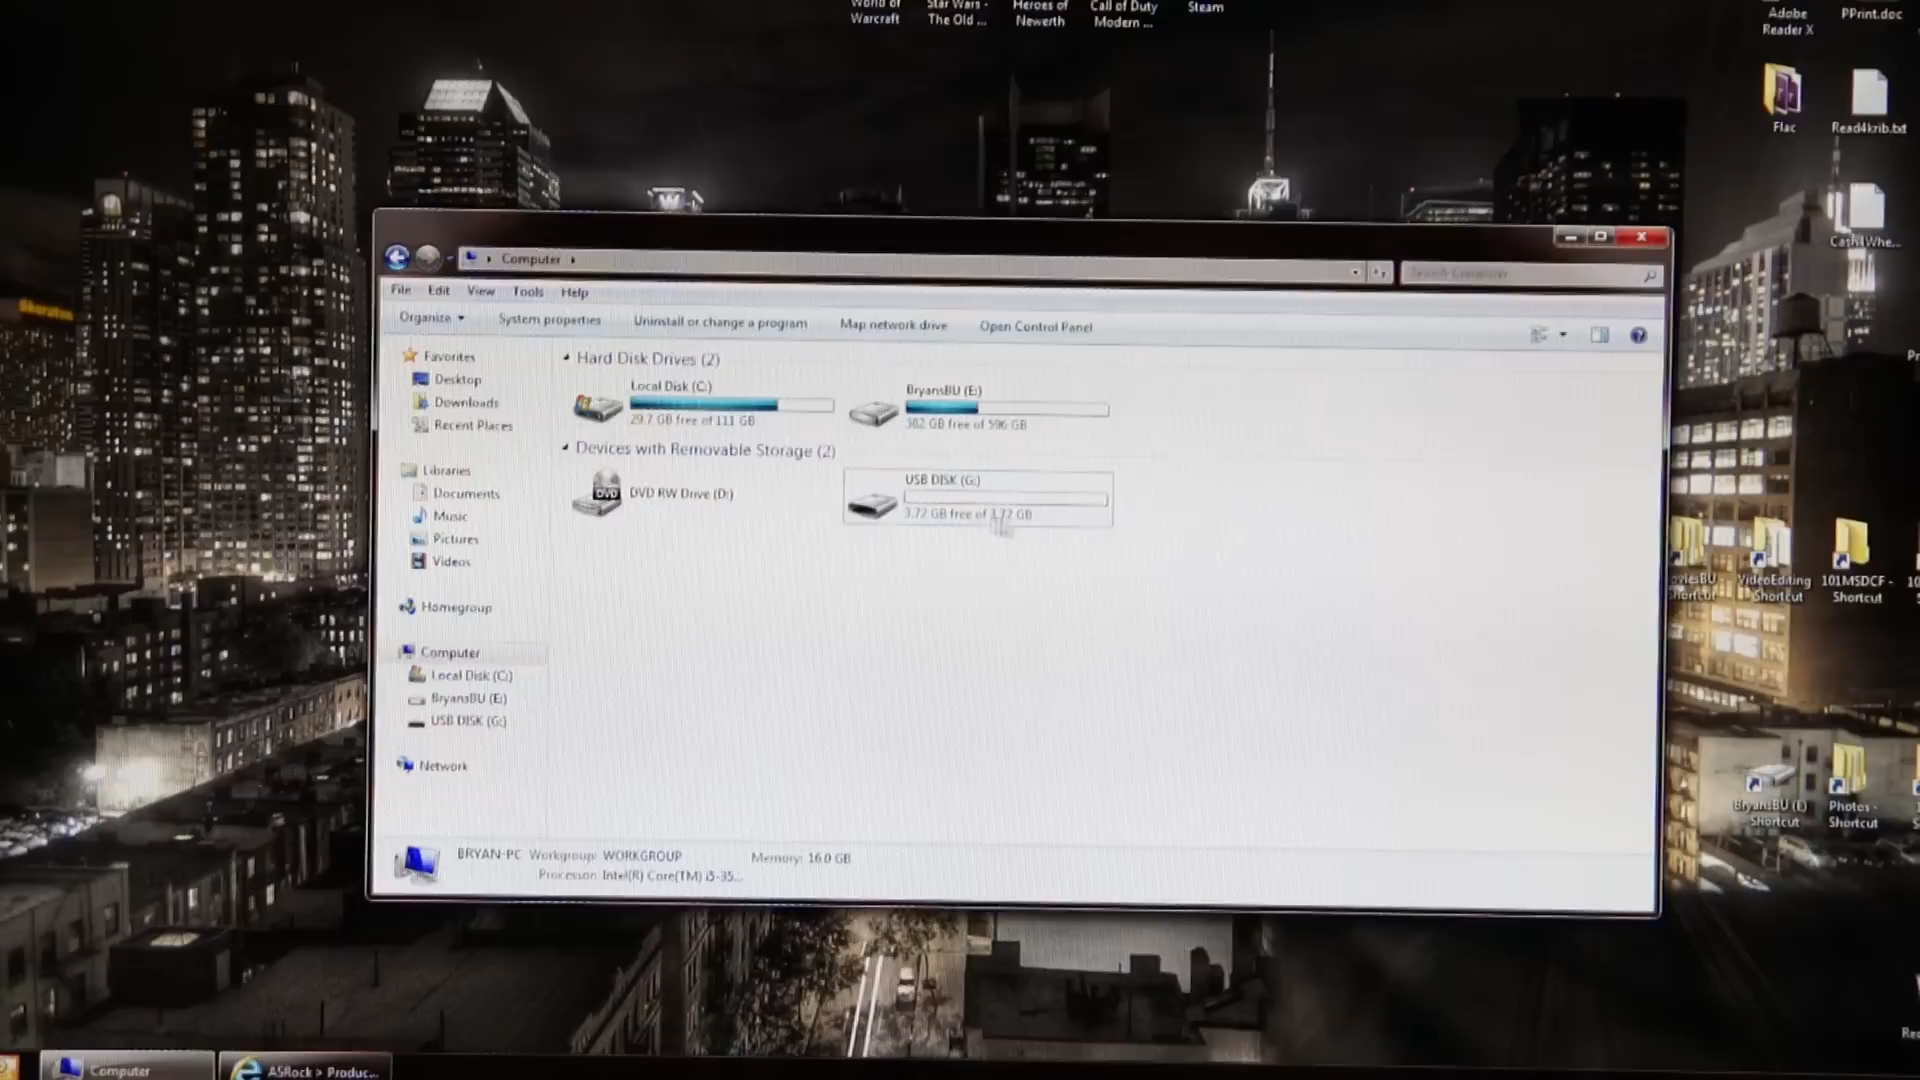 World of
Warcraft
Star Wars -
The Old ...
Heroes of
Newerth
Call of Duty
Modern ...
Steam
Adobe
Reader X
PPrint.doc
Flac
Read4krib.txt
Sheraton
W
Computer
Search Computer
File Edit View Tools Help
Organize
System properties
Uninstall or change a program
Map network drive
Open Control Panel
Favorites
Desktop
Downloads
Recent Places
Libraries
Documents
Music
Pictures
Videos
Homegroup
Computer
Local Disk (C:)
BryansBU (E:)
USB DISK (G:)
Network
Hard Disk Drives (2)
Local Disk (C:)
29.7 GB free of 111 GB
BryansBU (E:)
382 GB free of 596 GB
Devices with Removable Storage (2)
DVD
DVD RW Drive (D:)
USB DISK (G:)
3.72 GB free of 3.72 GB
VideoEditing
Shortcut
101MSDCF -
Shortcut
BryansBU (E)
Shortcut
Photos -
Shortcut
BRYAN-PC Workgroup: WORKGROUP
Memory: 16.0 GB
Processor: Intel(R) Core(TM) i5-35...
Computer
ASRock > Produc...